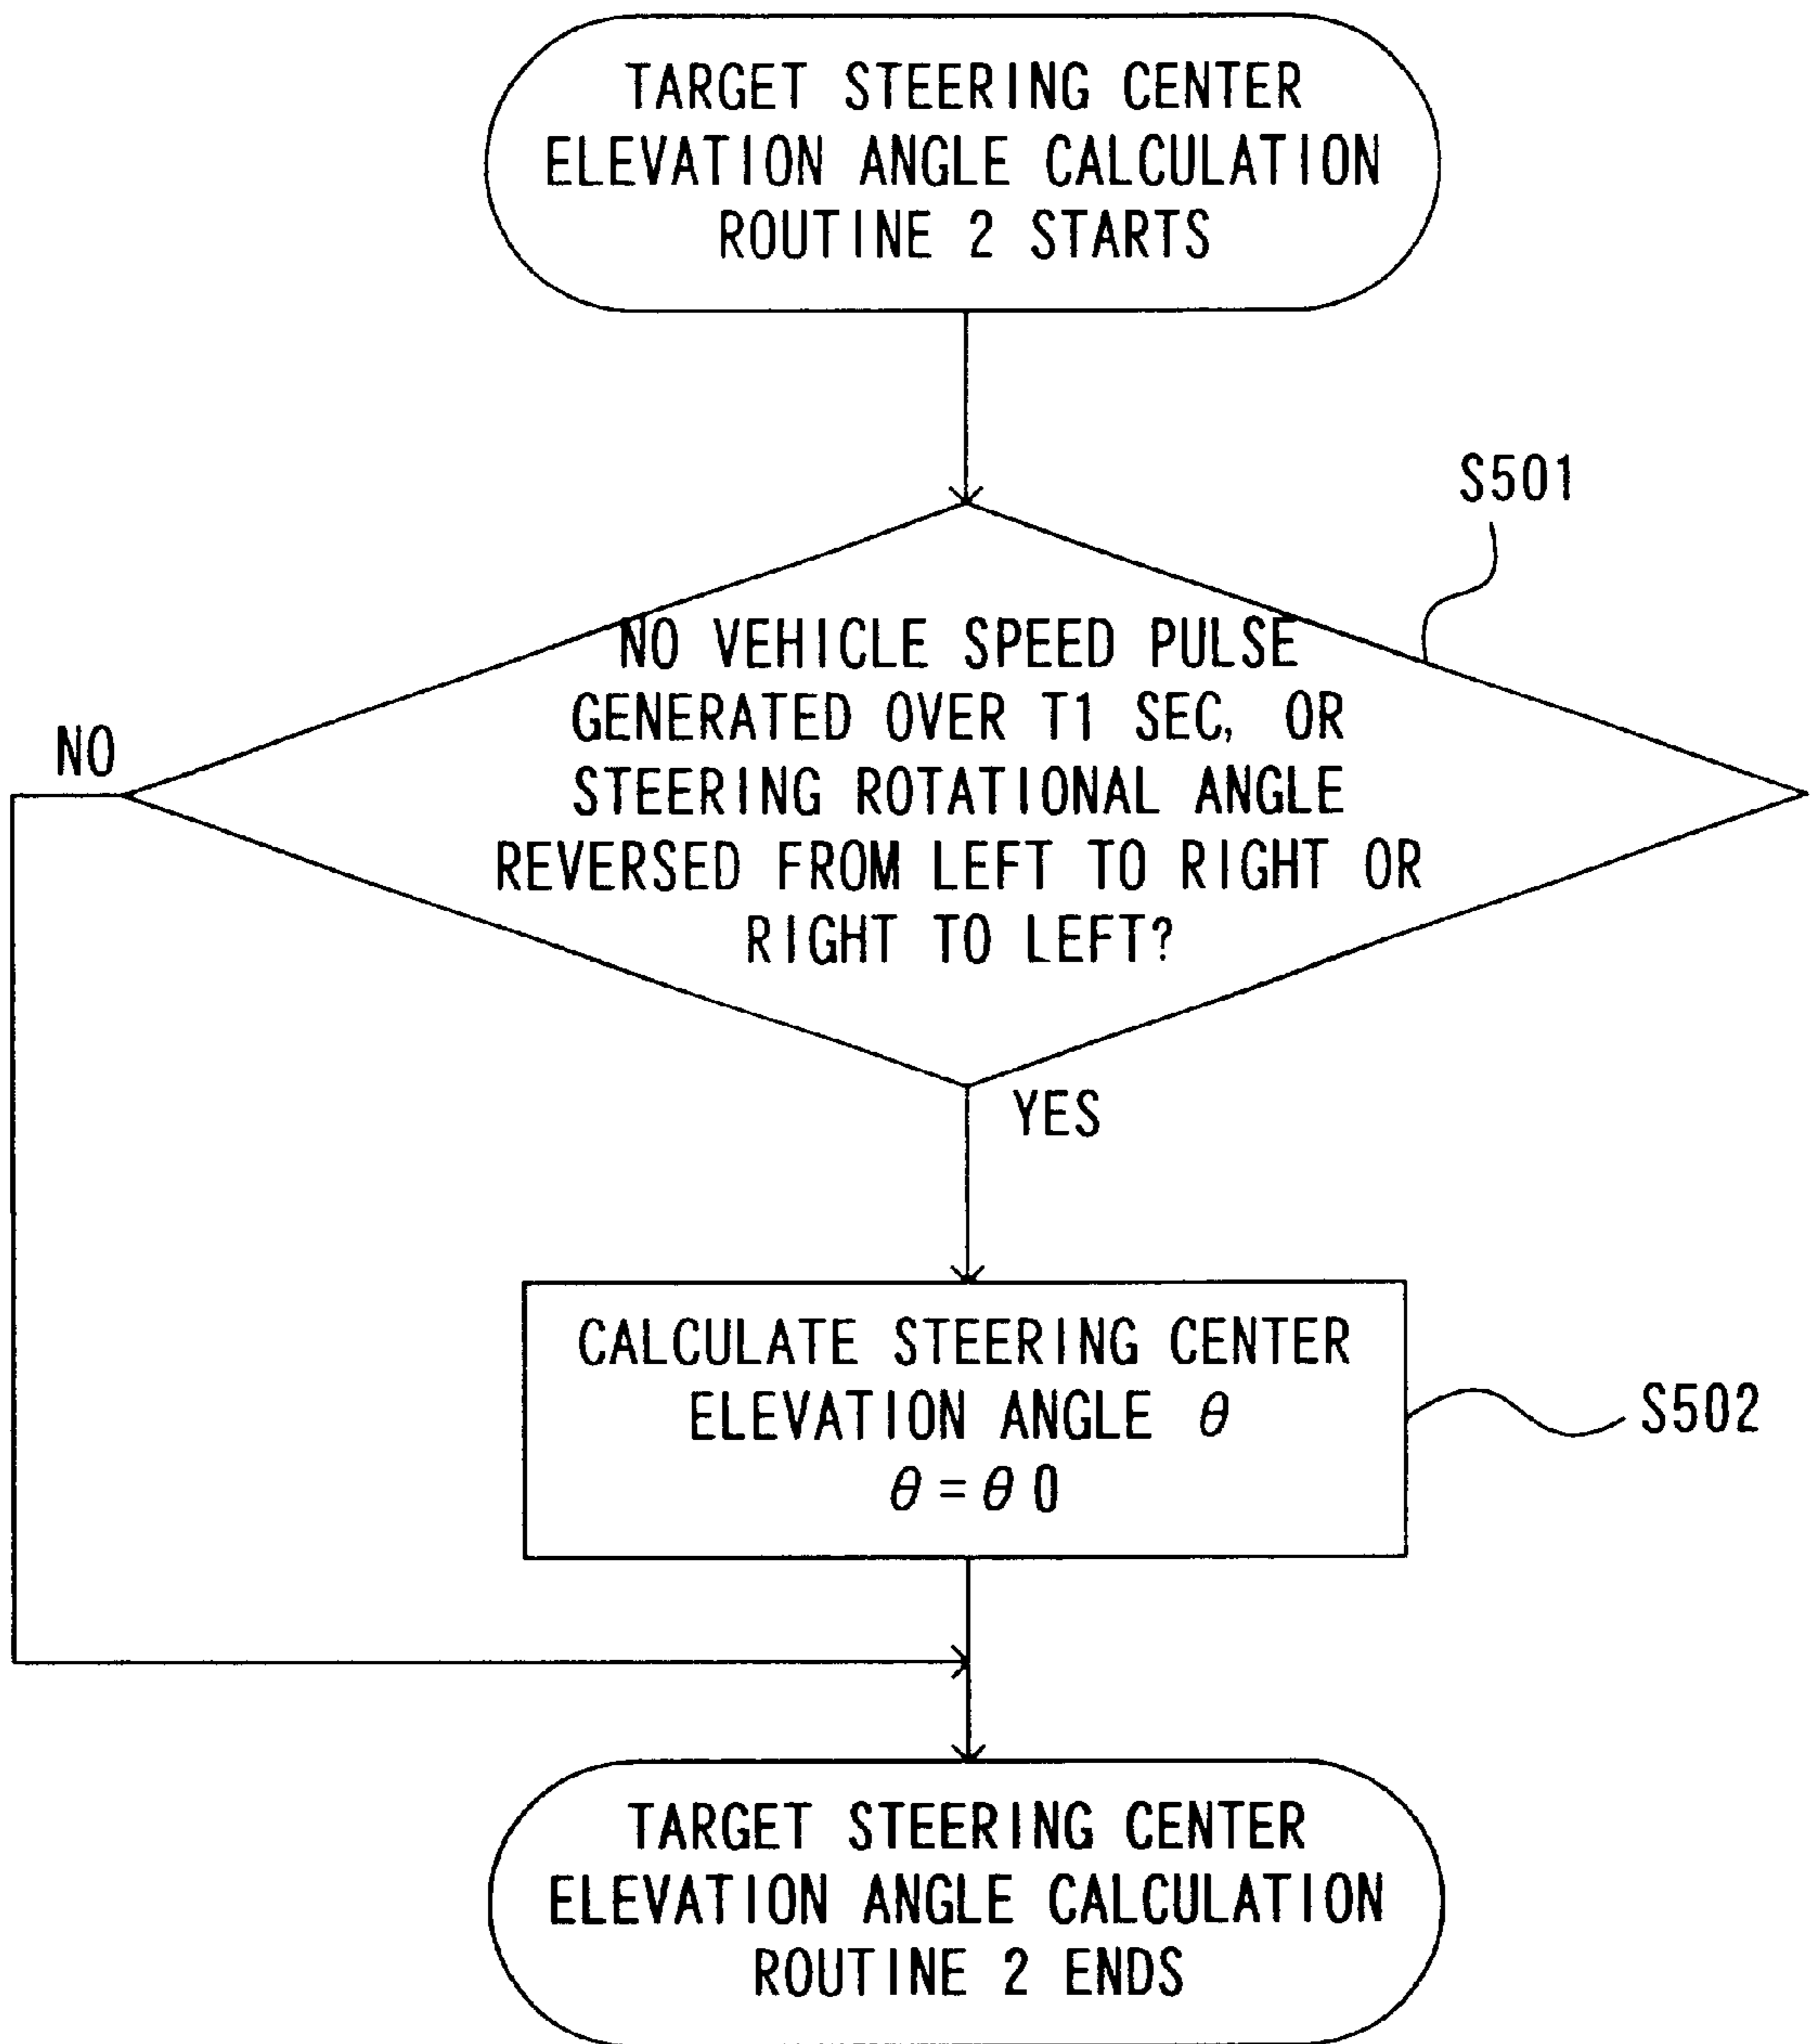 TARGET STEERING CENTER
ELEVATION ANGLE CALCULATION
ROUTINE 2 STARTS
S501
NO VEHICLE SPEED PULSE
GENERATED OVER T1 SEC, OR
STEERING ROTATIONAL ANGLE
REVERSED FROM LEFT TO RIGHT OR
RIGHT TO LEFT?
NO
YES
CALCULATE STEERING CENTER
ELEVATION ANGLE θ
θ = θ 0
S502
TARGET STEERING CENTER
ELEVATION ANGLE CALCULATION
ROUTINE 2 ENDS